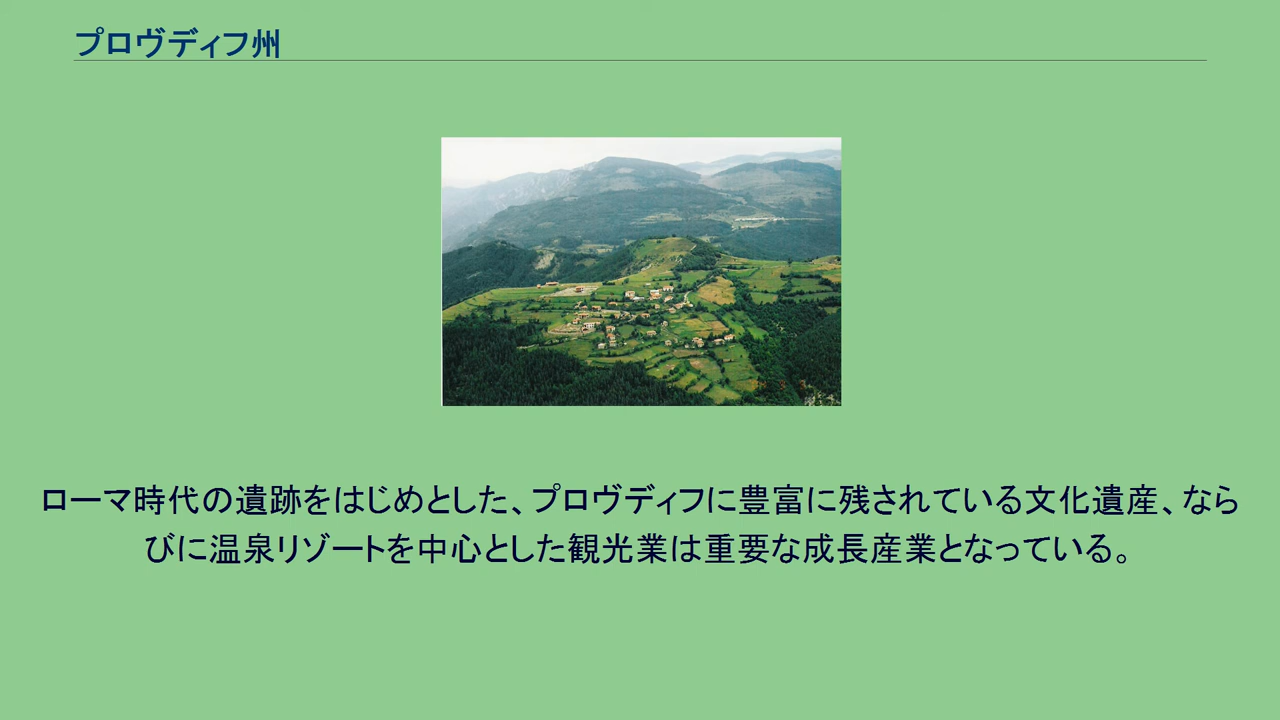 プロヴディフ州
ローマ時代の遺跡をはじめとした、プロヴディフに豊富に残されている文化遺産、なら
びに温泉リゾートを中心とした観光業は重要な成長産業となっている。